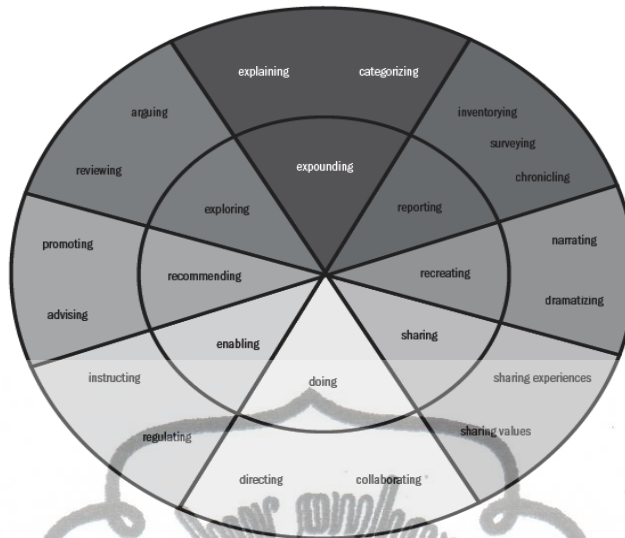 explaining categorizing
arguing
inventorying
surveying
expounding
reviewing
chronicling
exploring
reporting
promoting
narrating
recommending
recreating
dramatizing
advising
sharing
enabling
instructing
doing
sharing experiences
regulating
sharing values
directing
collaborating